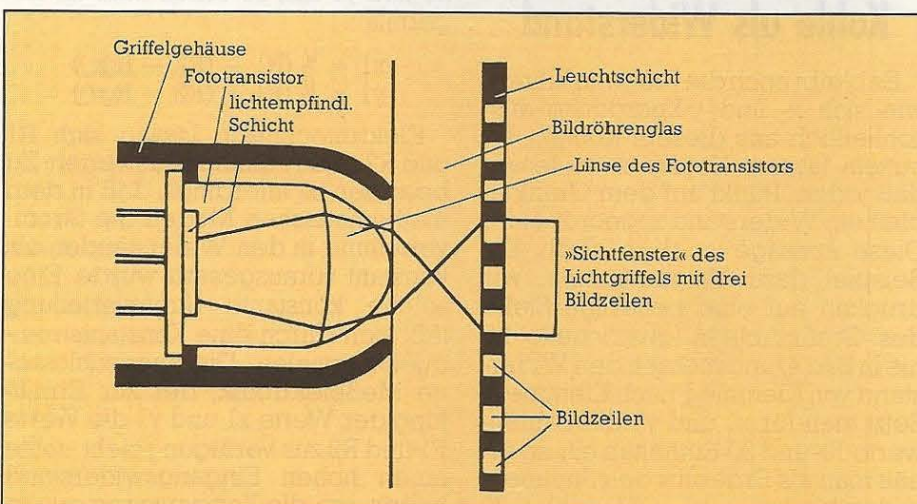 Griffelgehäuse
Fototransistor
lichtempfindl.
Schicht
Leuchtschicht
Bildröhrenglas
Linse des Fototransistors
»Sichtfenster« des
Lichtgriffels mit drei
Bildzeilen
Bildzeilen